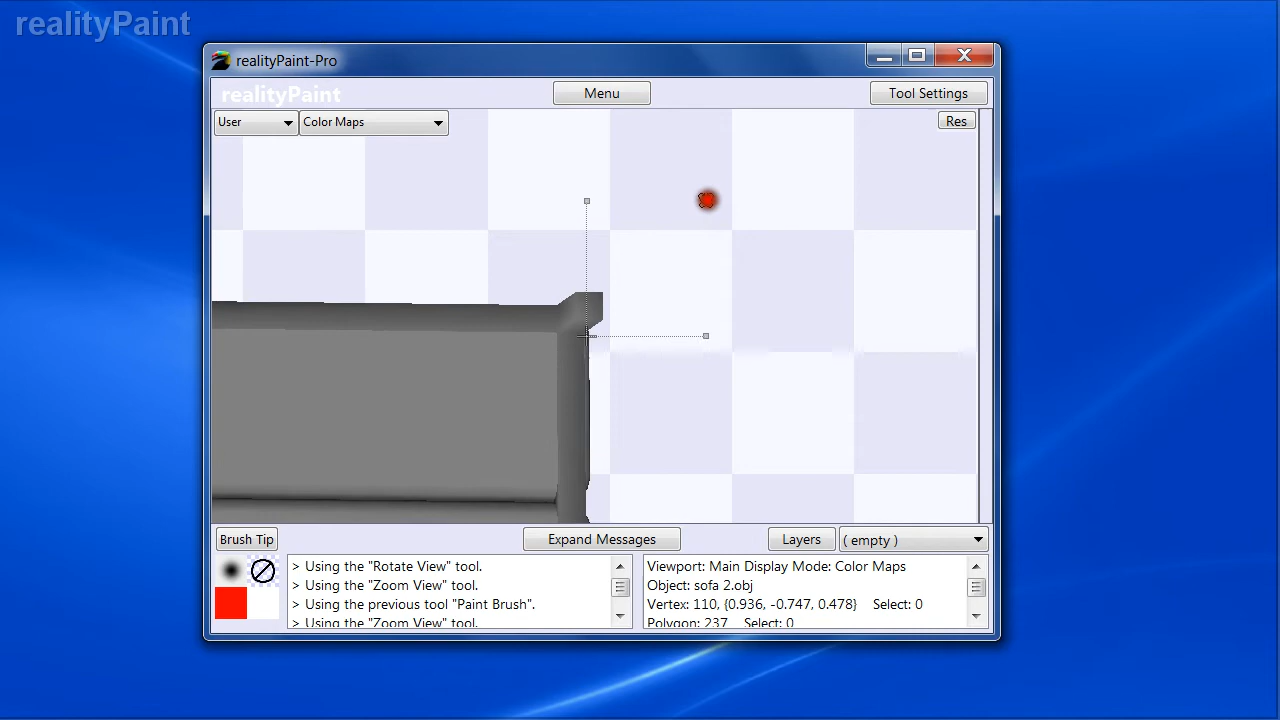 realityPaint
realityPaint-Pro
realityPaint
Menu
Tool Settings
User
Color Maps
Res
Brush Tip
Expand Messages
Layers
( empty )
> Using the "Rotate View" tool.
> Using the "Zoom View" tool.
> Using the previous tool "Paint Brush".
> Using the "Zoom View" tool.
Viewport: Main Display Mode: Color Maps
Object: sofa 2.obj
Vertex: 110, {0.936, -0.747, 0.478} Select: 0
Polygon: 237 Select: 0